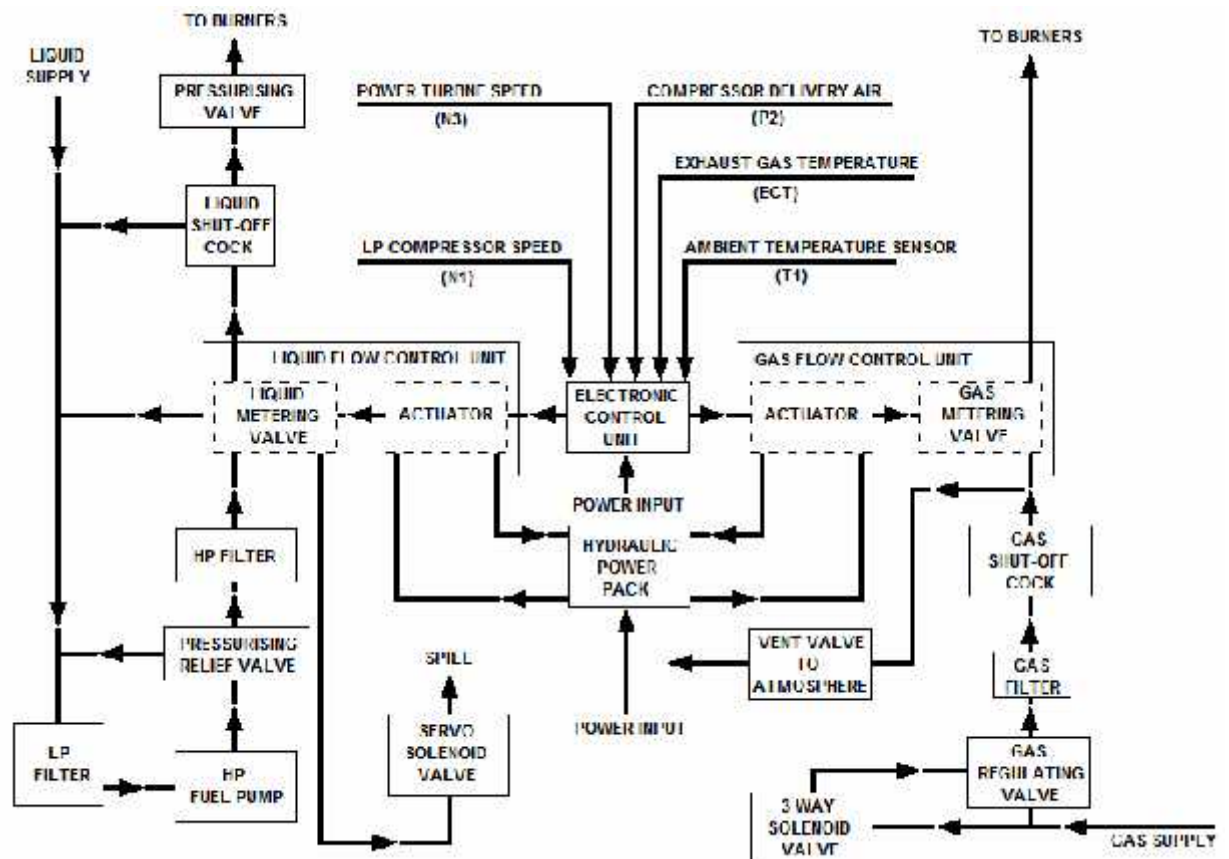 TO BURNERS
LIQUID
SUPPLY
PRESSURISING
VALVE
POWER TURBINE SPEED
(N3)
COMPRESSOR DELIVERY AIR
(P2)
TO BURNERS
EXHAUST GAS TEMPERATURE
(ECT)
LIQUID
SHUT-OFF
COCK
LP COMPRESSOR SPEED
(N1)
AMBIENT TEMPERATURE SENSOR
(T1)
LIQUID FLOW CONTROL UNIT
GAS FLOW CONTROL UNIT
LIQUID
METERING
VALVE
ACTUATOR
ELECTRONIC
CONTROL
UNIT
ACTUATOR
GAS
METERING
VALVE
POWER INPUT
HP FILTER
HYDRAULIC
POWER
PACK
GAS
SHUT-OFF
COCK
PRESSURISING
RELIEF VALVE
SPILL
VENT VALVE
TO
ATMOSPHERE
GAS
FILTER
LP
FILTER
HP
FUEL PUMP
SERVO
SOLENOID
VALVE
POWER INPUT
GAS
REGULATING
VALVE
3 WAY
SOLENOID
VALVE
GAS SUPPLY